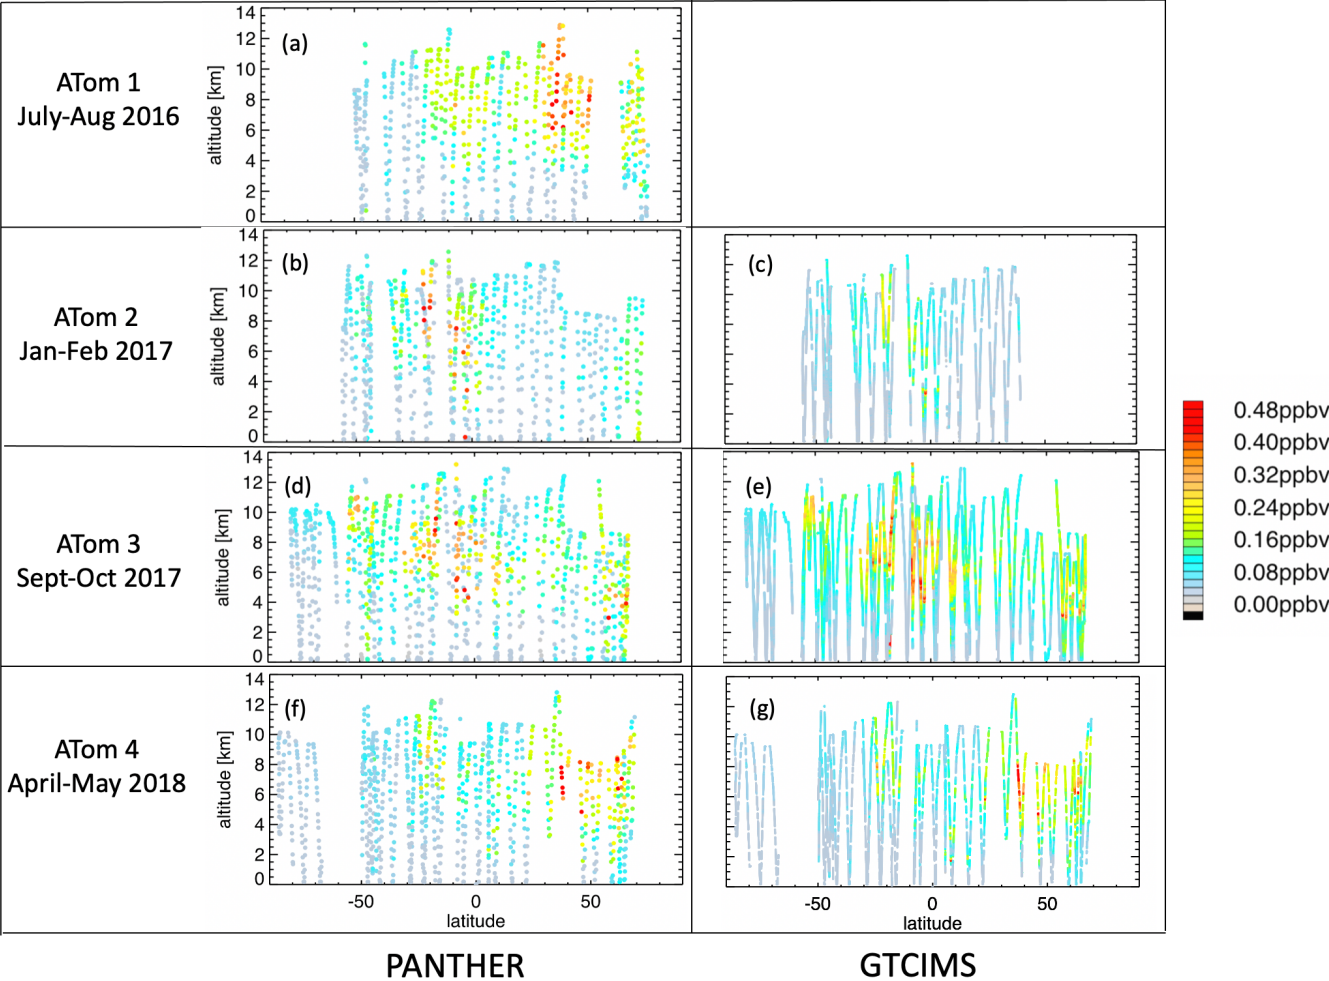 ATom 1
July-Aug 2016
(a)
altitude [km]
14
12
10
8
6
4
2
0
ATom 2
Jan-Feb 2017
(b)
altitude [km]
14
12
10
8
6
4
2
0
(c)
ATom 3
Sept-Oct 2017
(d)
altitude [km]
14
12
10
8
6
4
2
0
(e)
ATom 4
April-May 2018
(f)
altitude [km]
14
12
10
8
6
4
2
0
-50 0 50
latitude
(g)
-50 0 50
latitude
0.48ppbv
0.40ppbv
0.32ppbv
0.24ppbv
0.16ppbv
0.08ppbv
0.00ppbv
PANTHER
GTCIMS